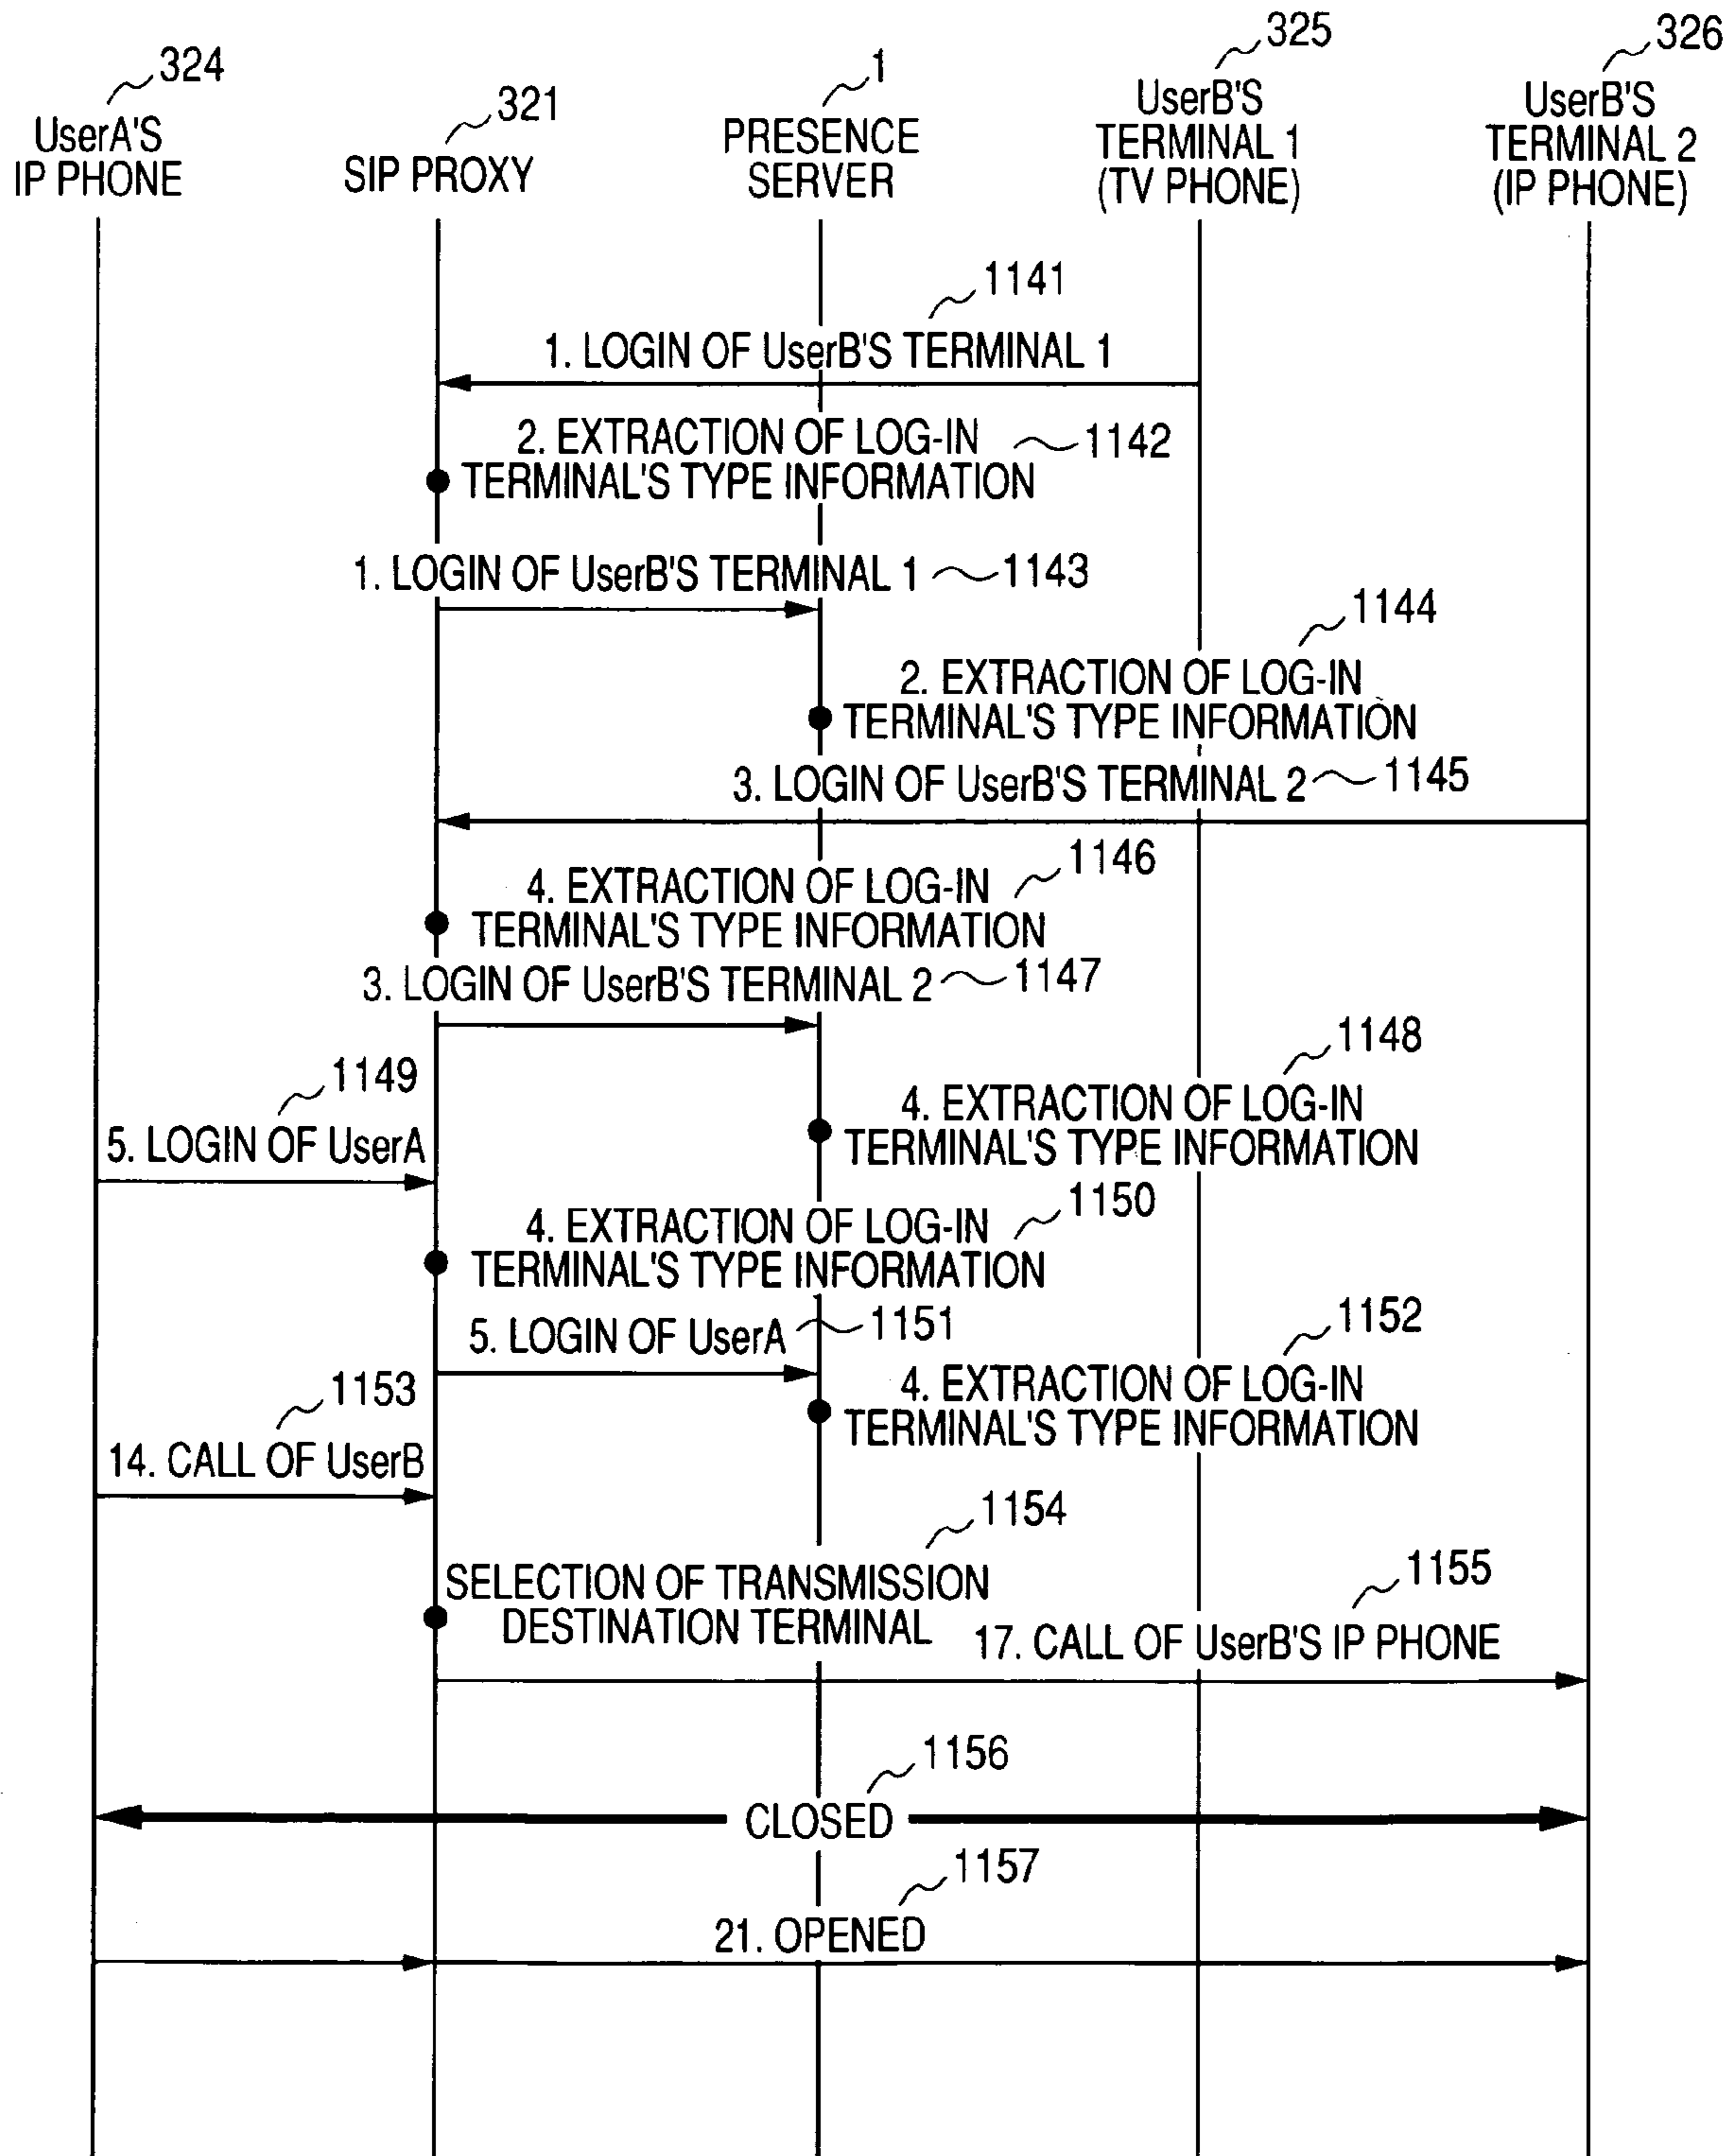 324
UserA'S
IP PHONE
321
SIP PROXY
1
PRESENCE
SERVER
325
UserB'S
TERMINAL 1
(TV PHONE)
326
UserB'S
TERMINAL 2
(IP PHONE)
1141
1. LOGIN OF UserB'S TERMINAL 1
2. EXTRACTION OF LOG-IN 1142
TERMINAL'S TYPE INFORMATION
1. LOGIN OF UserB'S TERMINAL 1 1143
1144
2. EXTRACTION OF LOG-IN
TERMINAL'S TYPE INFORMATION
3. LOGIN OF UserB'S TERMINAL 2 1145
1146
4. EXTRACTION OF LOG-IN
TERMINAL'S TYPE INFORMATION
3. LOGIN OF UserB'S TERMINAL 2 1147
1148
4. EXTRACTION OF LOG-IN
TERMINAL'S TYPE INFORMATION
1149
5. LOGIN OF UserA
1150
4. EXTRACTION OF LOG-IN
TERMINAL'S TYPE INFORMATION
5. LOGIN OF UserA 1151
1152
4. EXTRACTION OF LOG-IN
TERMINAL'S TYPE INFORMATION
1153
14. CALL OF UserB
1154
SELECTION OF TRANSMISSION
DESTINATION TERMINAL
1155
17. CALL OF UserB'S IP PHONE
1156
CLOSED
1157
21. OPENED